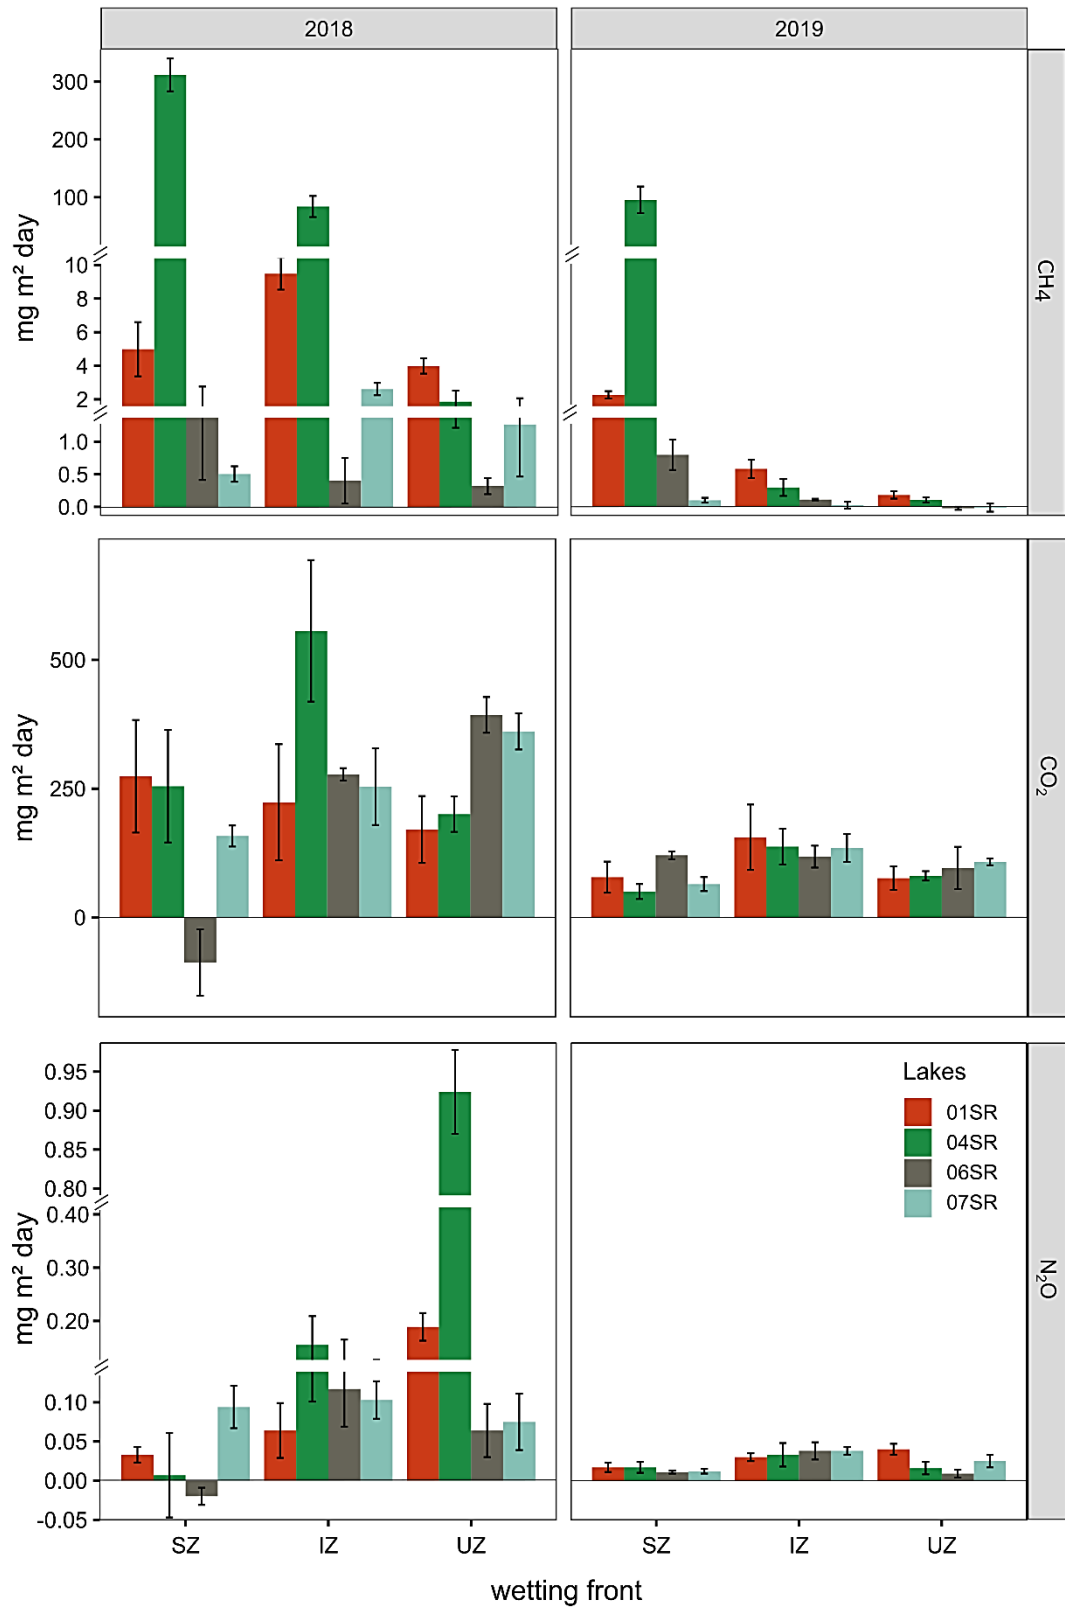 2018 2019
300
200
100
10
8
6
4
2
1.0
0.5
0.0
mg m² day
CH4
500
250
0
mg m² day
CO₂
0.95
0.90
0.85
0.80
0.40
0.30
0.20
0.10
0.05
0.00
-0.05
mg m² day
N₂O
Lakes
01SR
04SR
06SR
07SR
SZ IZ UZ SZ IZ UZ
wetting front